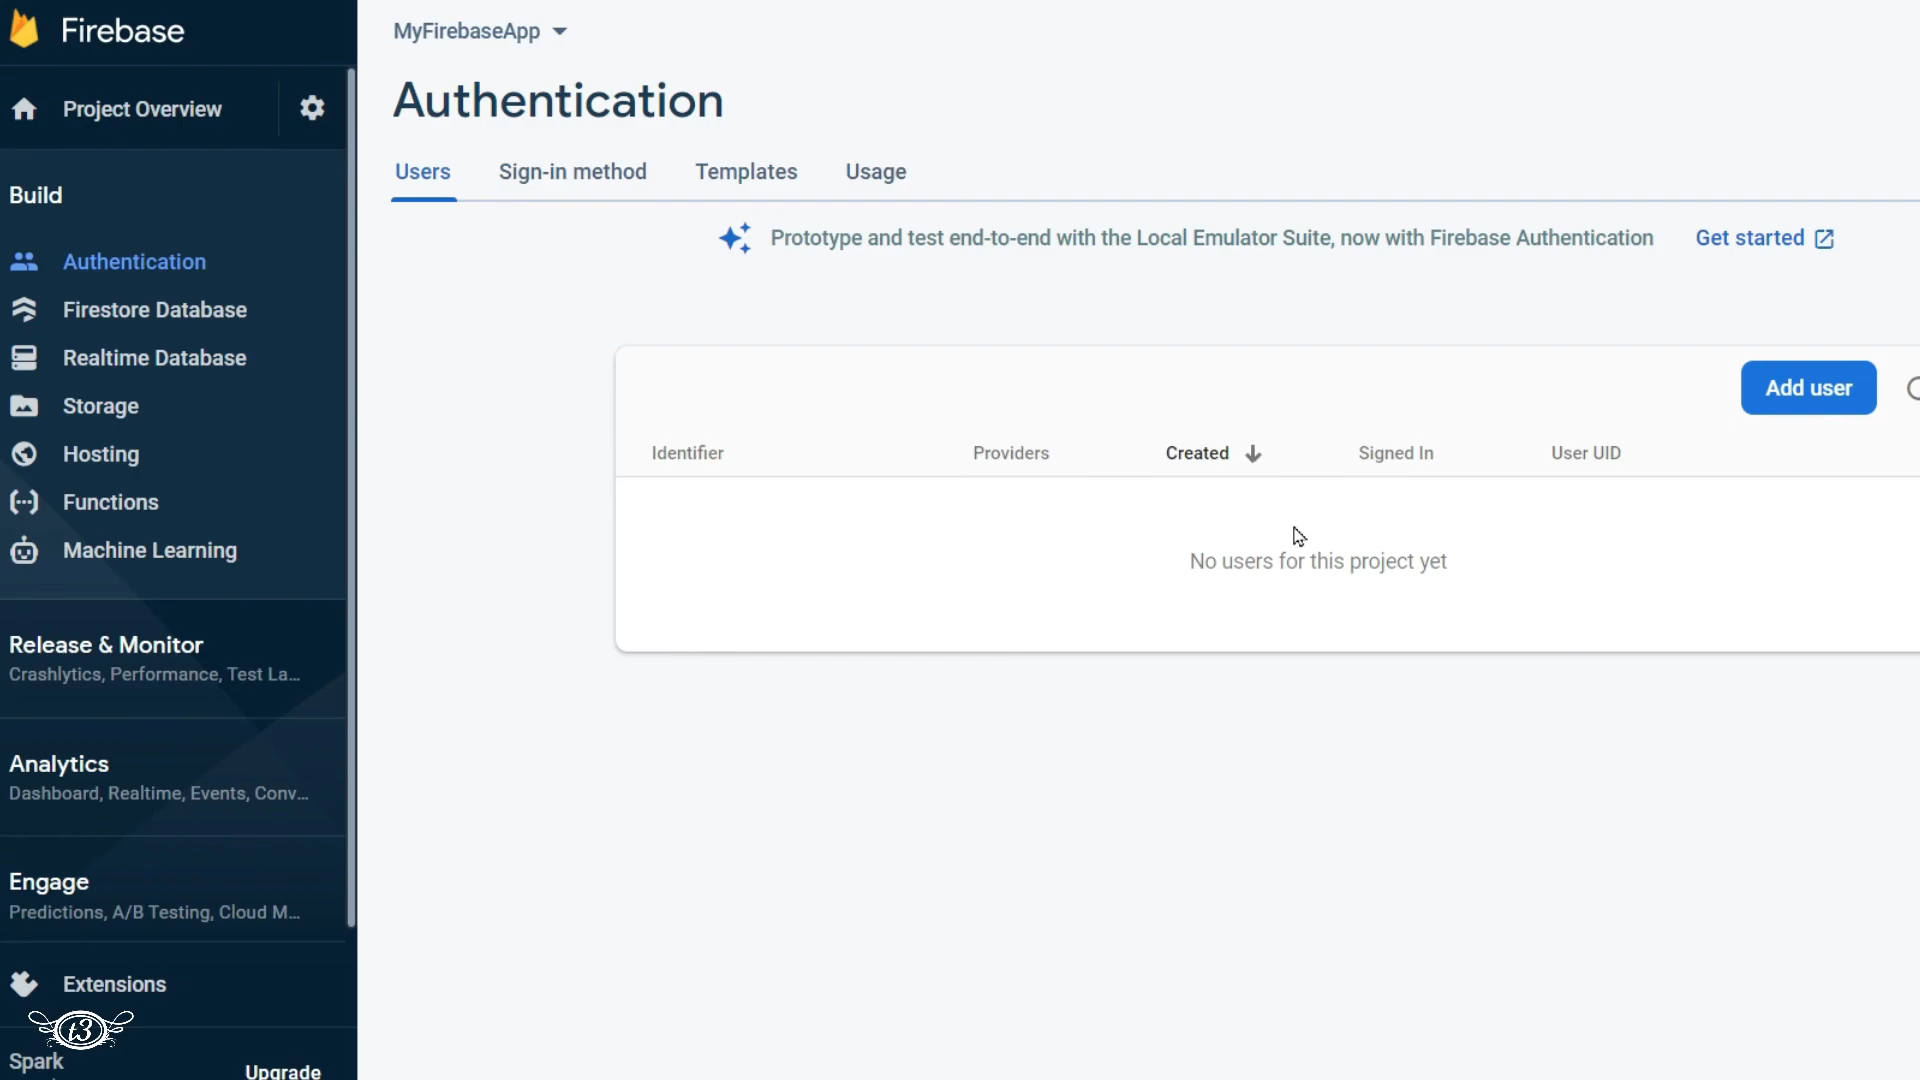 Firebase
MyFirebaseApp
Project Overview
Authentication
Users Sign-in method Templates Usage
Prototype and test end-to-end with the Local Emulator Suite, now with Firebase Authentication Get started
Build
Authentication
Firestore Database
Realtime Database
Storage
Hosting
Functions
Machine Learning
Add user
Identifier Providers Created Signed In User UID
No users for this project yet
Release & Monitor
Crashlytics, Performance, Test La...
Analytics
Dashboard, Realtime, Events, Conv...
Engage
Predictions, A/B Testing, Cloud M...
Extensions
t3
Spark
Upgrade